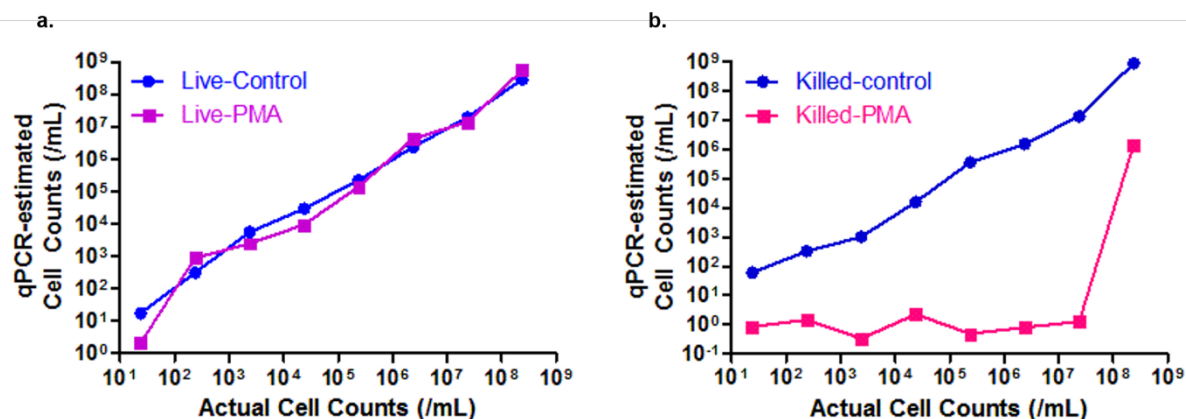 a.
qPCR-estimated
Cell Counts (/mL)
10⁹
10⁸
10⁷
10⁶
10⁵
10⁴
10³
10²
10¹
10⁰
Live-Control
Live-PMA
10¹ 10² 10³ 10⁴ 10⁵ 10⁶ 10⁷ 10⁸ 10⁹
Actual Cell Counts (/mL)
b.
qPCR-estimated
Cell Counts (/mL)
10⁹
10⁸
10⁷
10⁶
10⁵
10⁴
10³
10²
10¹
10⁰
10⁻¹
Killed-control
Killed-PMA
10¹ 10² 10³ 10⁴ 10⁵ 10⁶ 10⁷ 10⁸ 10⁹
Actual Cell Counts (/mL)